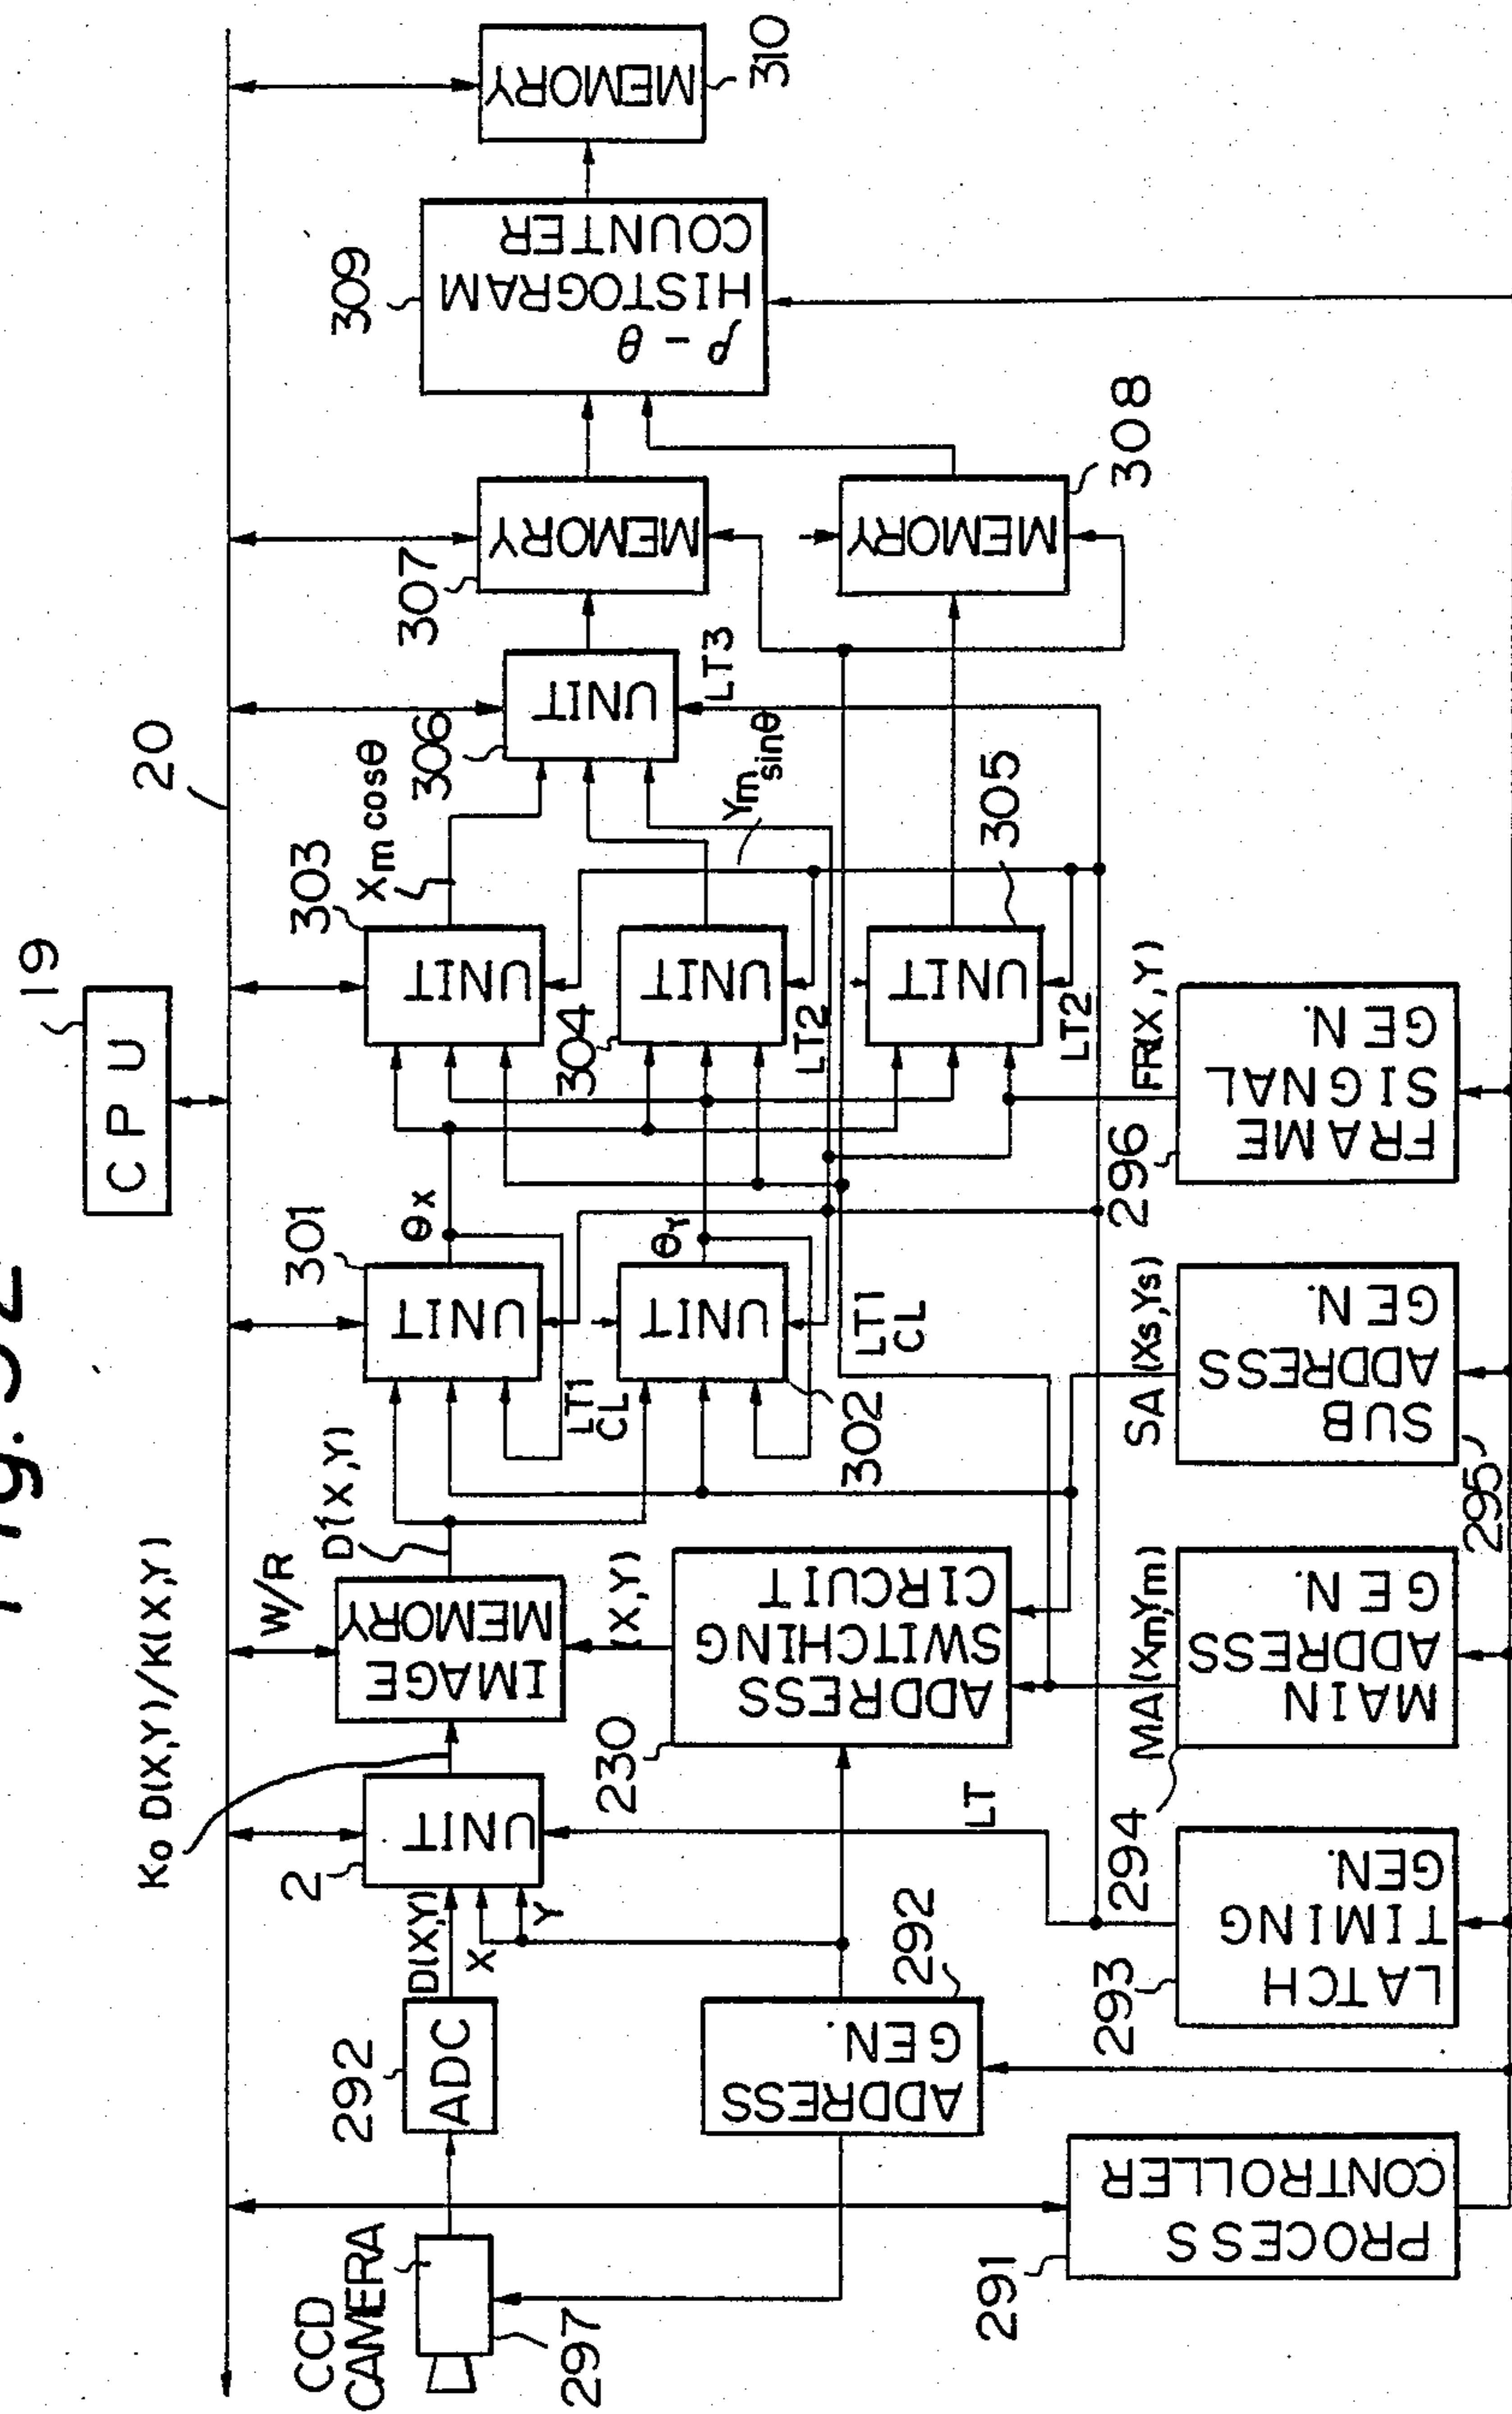 Fig. 32
19
CPU
20
K₀ D(X,Y)/K(X,Y)
W/R
CCD
CAMERA
297
292
ADC
D(X,Y)
X
Y
2
UNIT
IMAGE
MEMORY
D'(X,Y)
(X,Y)
301
UNIT
θx
LT1
CL
302
UNIT
θY
LT1
CL
303
UNIT
Xm cosθ
304
UNIT
LT2
Ym sinθ
305
UNIT
LT2
306
UNIT
LT3
307
MEMORY
308
MEMORY
309
ρ-θ
HISTOGRAM
COUNTER
MEMORY
310
292
ADDRESS
GEN.
230
ADDRESS
SWITCHING
CIRCUIT
LT
291
PROCESS
CONTROLLER
293
LATCH
TIMING
GEN.
294
MA(Xm,Ym)
MAIN
ADDRESS
GEN.
295
SA(Xs,Ys)
SUB
ADDRESS
GEN.
296
FR(X,Y)
FRAME
SIGNAL
GEN.